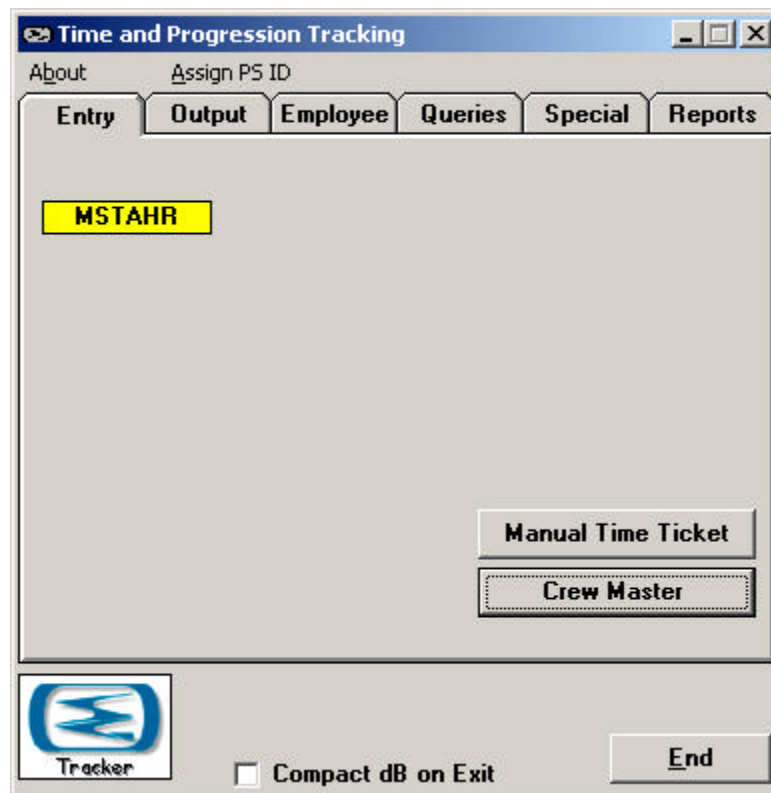 Time and Progression Tracking
About Assign PS ID
Entry Output Employee Queries Special Reports
MSTAHR
Manual Time Ticket
Crew Master
Tracker
Compact dB on Exit
End